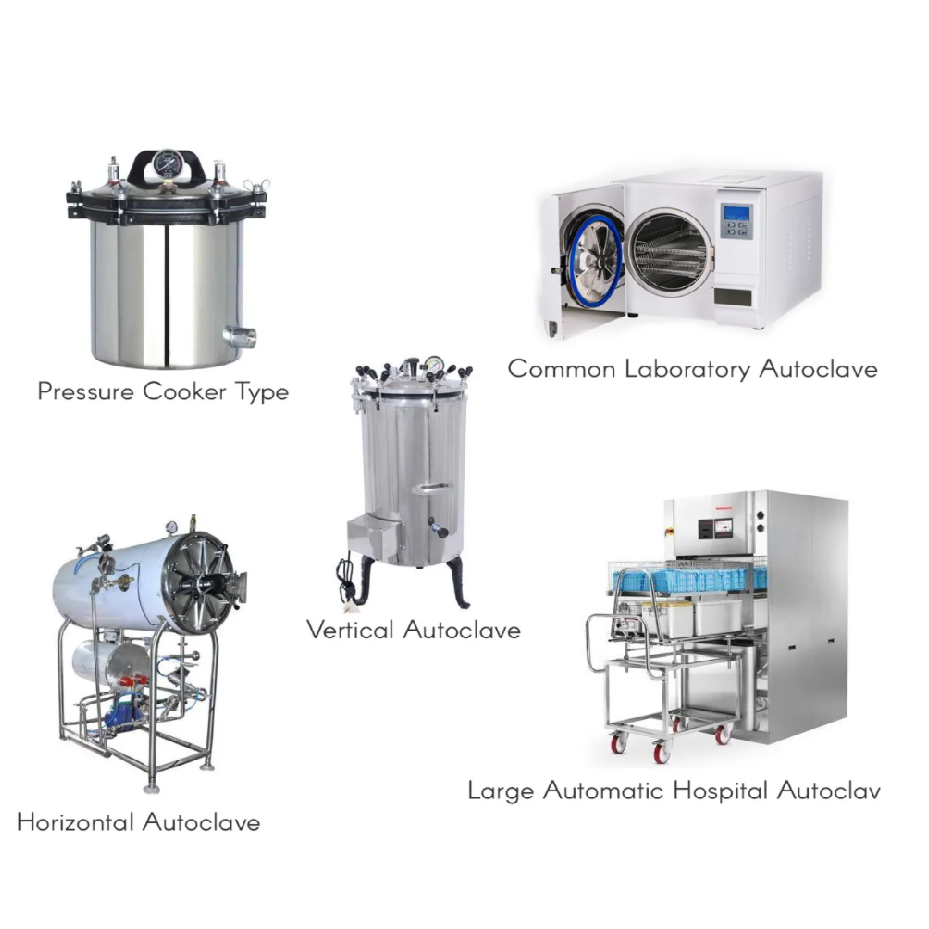 Pressure Cooker Type
Common Laboratory Autoclave
Vertical Autoclave
Large Automatic Hospital Autoclav
Horizontal Autoclave